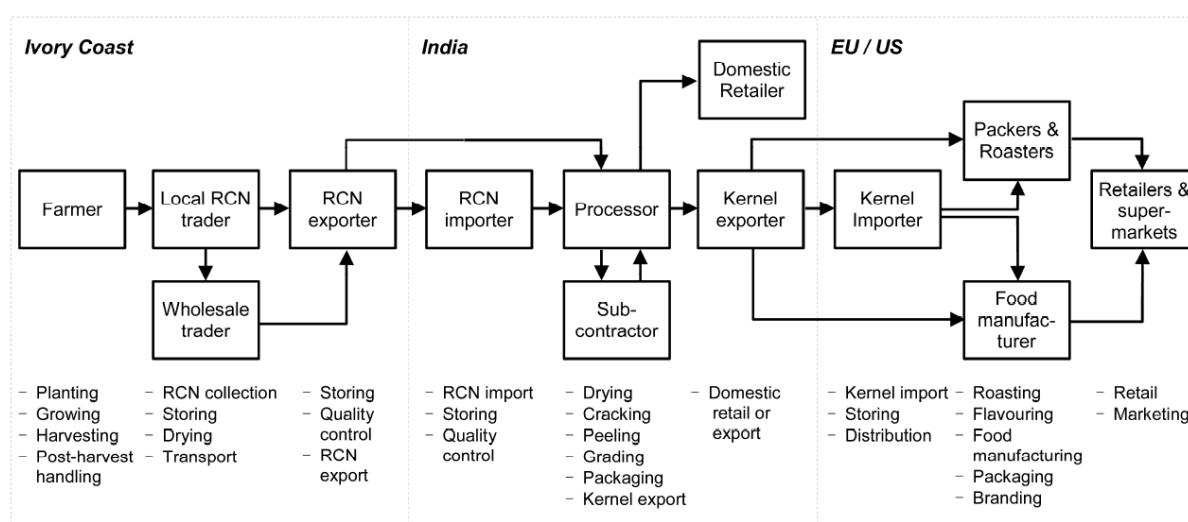 Ivory Coast
India
EU / US
Domestic
Retailer
Packers &
Roasters
Farmer
Local RCN
trader
RCN
exporter
RCN
importer
Processor
Kernel
exporter
Kernel
Importer
Retailers &
super-
markets
Wholesale
trader
Sub-
contractor
Food
manufac-
turer
− Planting
− Growing
− Harvesting
− Post-harvest
handling
− RCN collection
− Storing
− Drying
− Transport
− Storing
− Quality
control
− RCN
export
− RCN import
− Storing
− Quality
control
− Drying
− Cracking
− Peeling
− Grading
− Packaging
− Kernel export
− Domestic
retail or
export
− Kernel import
− Storing
− Distribution
− Roasting
− Flavouring
− Food
manufacturing
− Packaging
− Branding
− Retail
− Marketing